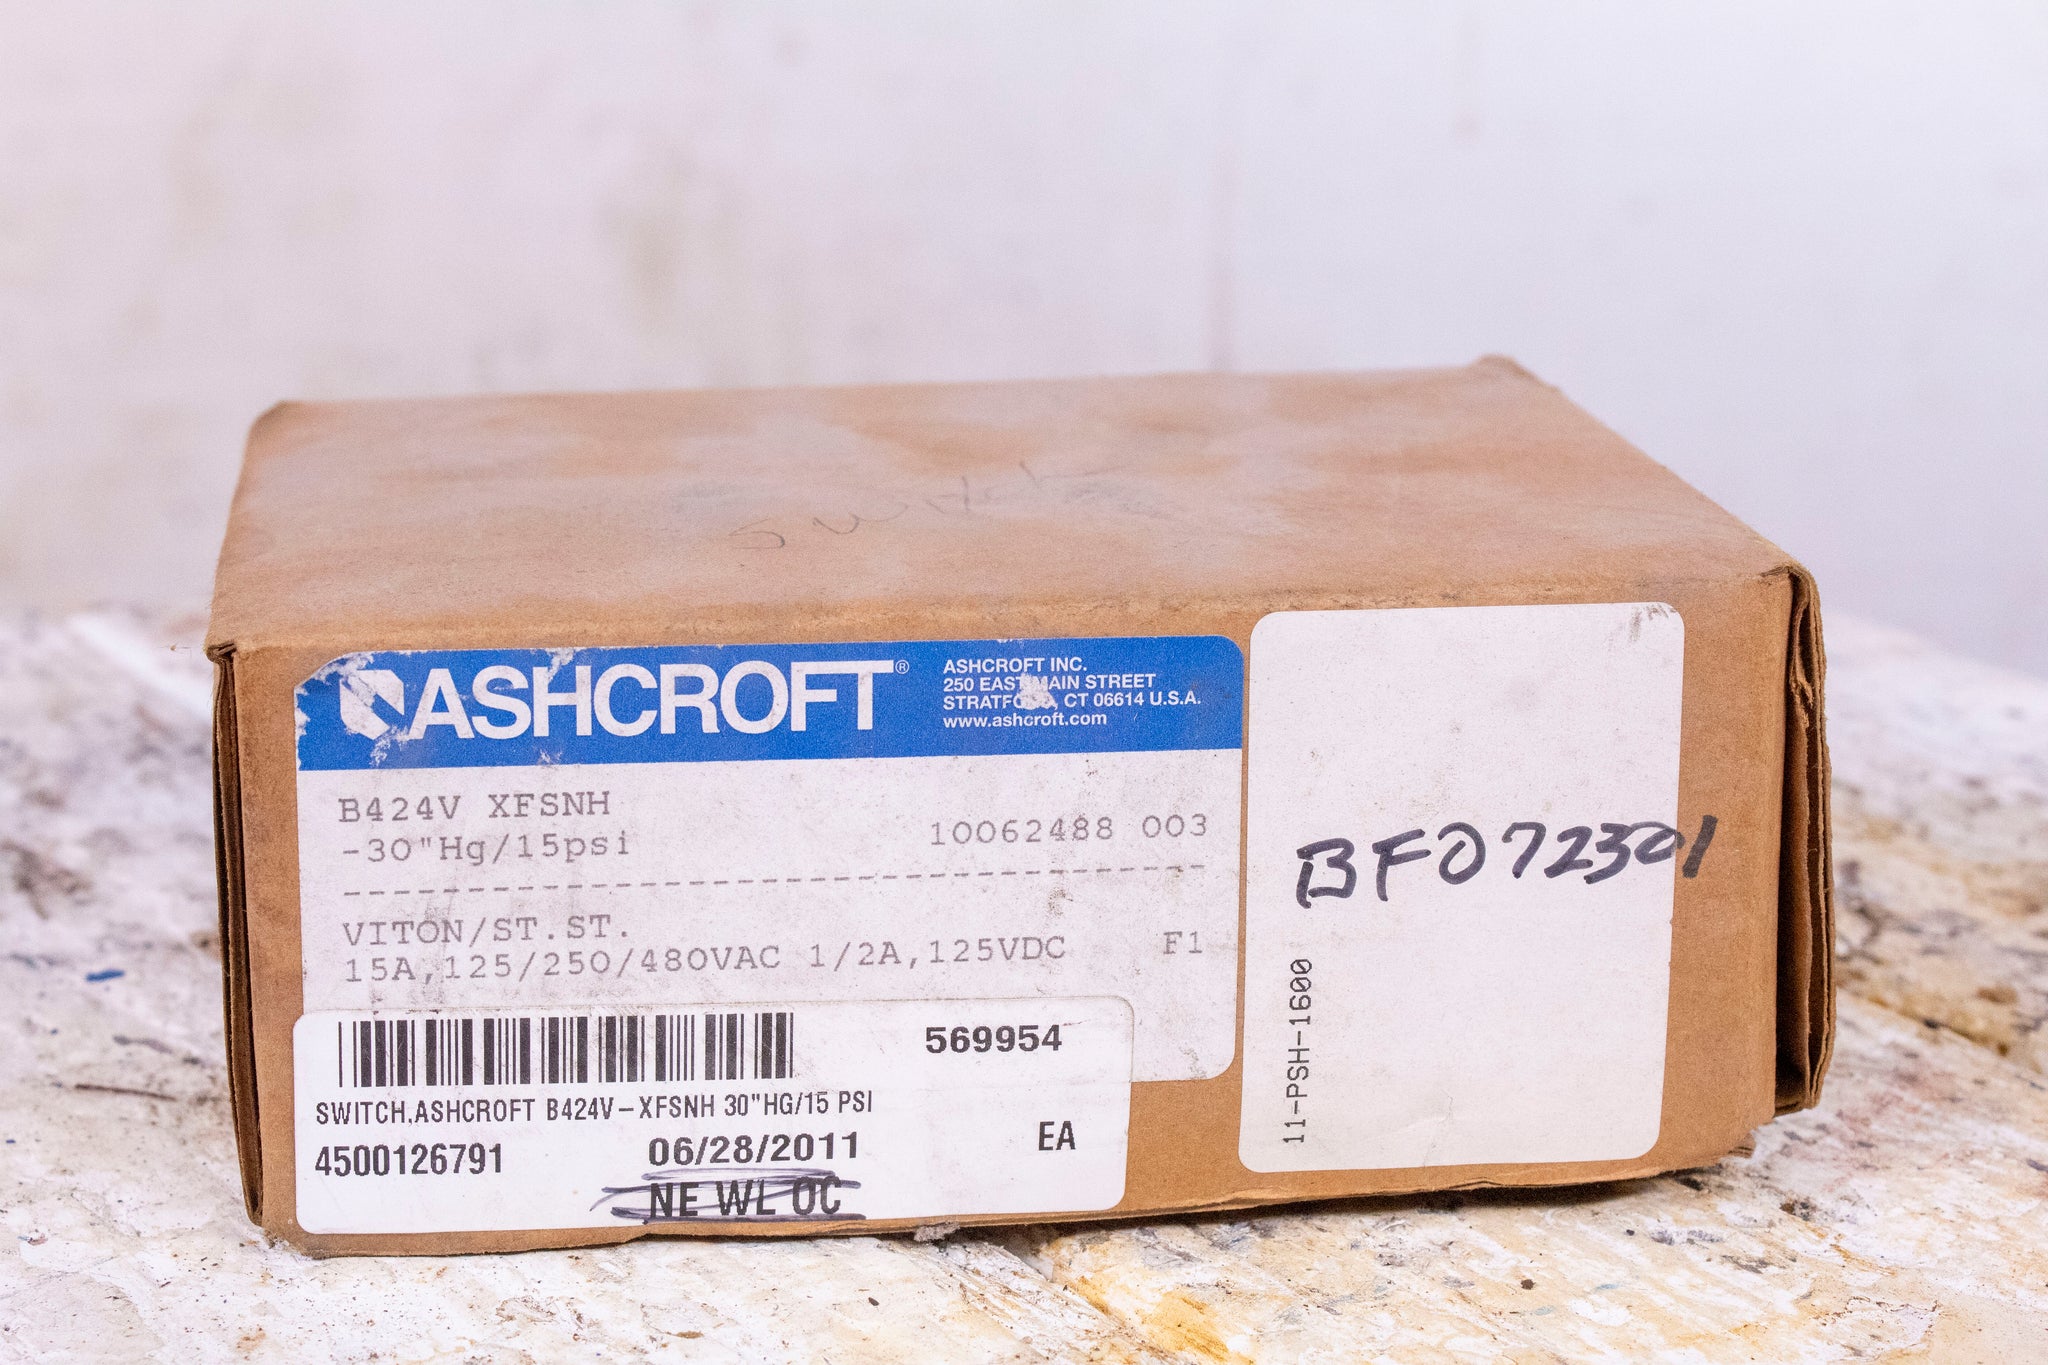 switch
ASHCROFT®
ASHCROFT INC.
250 EAST MAIN STREET
STRATFORD, CT 06614 U.S.A.
www.ashcroft.com
B424V XFSNH
-30"Hg/15psi
10062488 003
VITON/ST.ST.
15A,125/250/480VAC 1/2A,125VDC
F1
569954
SWITCH,ASHCROFT B424V-XFSNH 30"HG/15 PSI
4500126791
06/28/2011
EA
NE WL OC
BF072301
11-PSH-1600